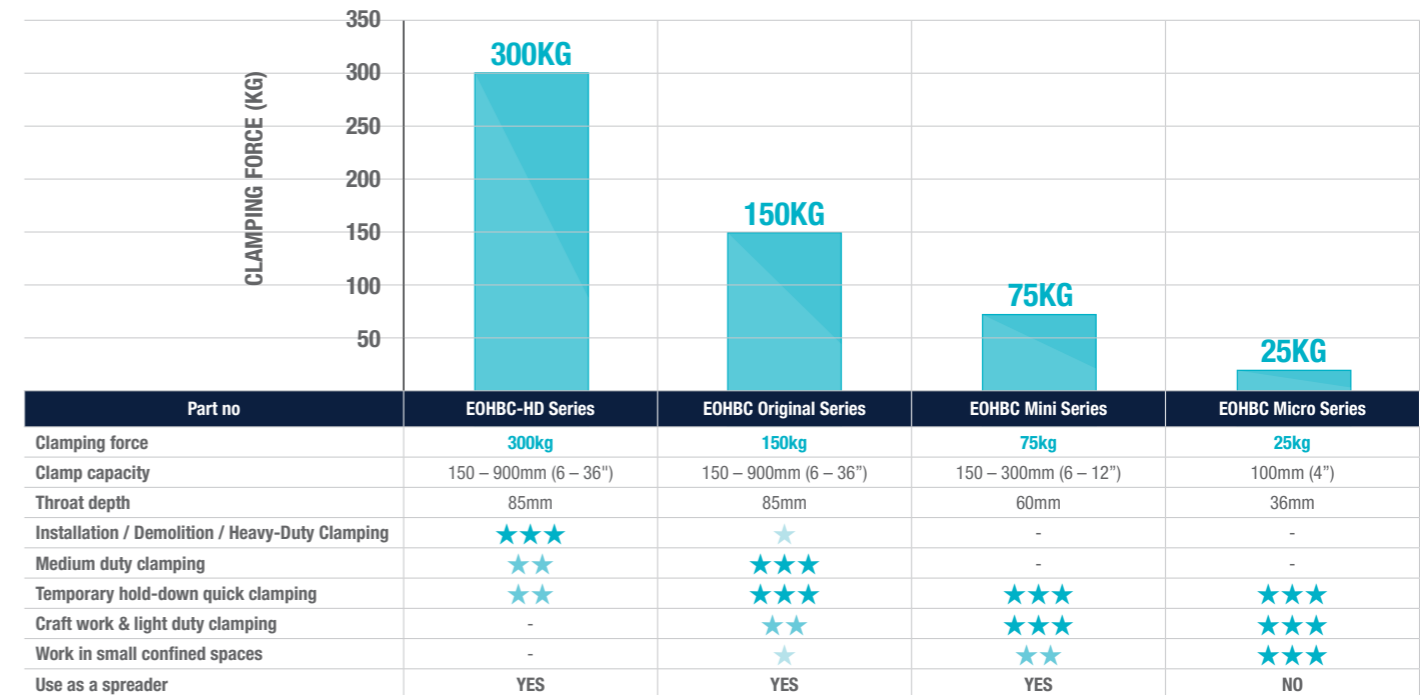 350
300KG
300
250
200
150KG
150
100
75KG
50
25KG
CLAMPING FORCE (KG)
Part no EOHBC-HD Series EOHBC Original Series EOHBC Mini Series EOHBC Micro Series
Clamping force 300kg 150kg 75kg 25kg
Clamp capacity 150 – 900mm (6 – 36") 150 – 900mm (6 – 36”) 150 – 300mm (6 – 12”) 100mm (4”)
Throat depth 85mm 85mm 60mm 36mm
Installation / Demolition / Heavy-Duty Clamping ★★★ ★ - -
Medium duty clamping ★★ ★★★ - -
Temporary hold-down quick clamping ★★ ★★★ ★★★ ★★★
Craft work & light duty clamping - ★★ ★★★ ★★★
Work in small confined spaces - ★ ★★ ★★★
Use as a spreader YES YES YES NO